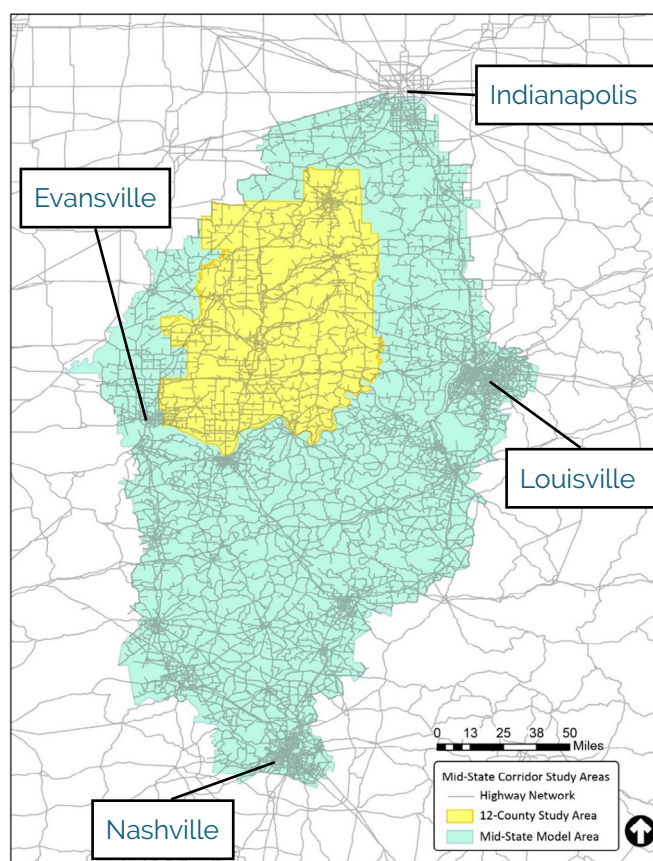 Indianapolis
Evansville
Louisville
0 13 25 38 50
Miles
Mid-State Corridor Study Areas
Highway Network
12-County Study Area
Mid-State Model Area
Nashville